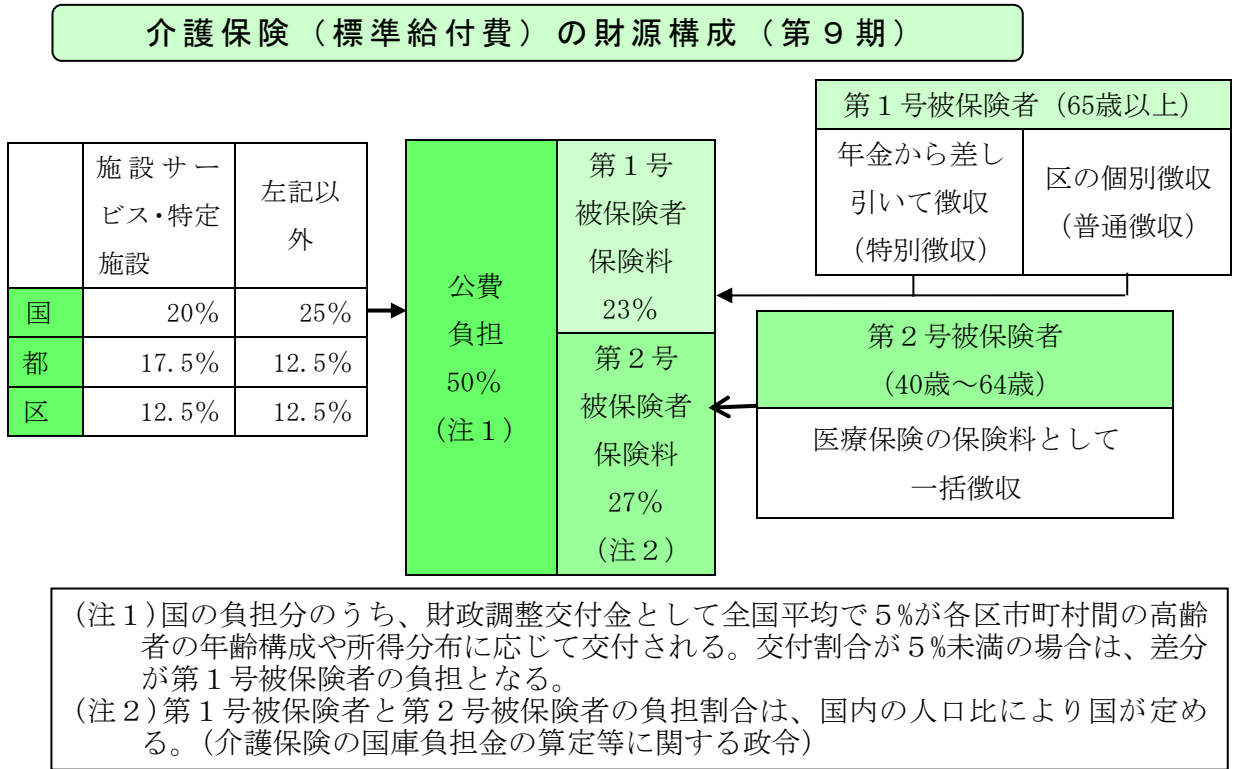 介護保険（標準給付費）の財源構成（第９期）
第１号被保険者（65歳以上）
年金から差し
引いて徴収
（特別徴収）
区の個別徴収
（普通徴収）
施設サー
ビス・特定
施設
左記以
外
国 20% 25%
都 17.5% 12.5%
区 12.5% 12.5%
公費
負担
50%
（注１）
第１号
被保険者
保険料
23%
第２号
被保険者
保険料
27%
（注２）
第２号被保険者
（40歳～64歳）
医療保険の保険料として
一括徴収
（注１）国の負担分のうち、財政調整交付金として全国平均で５%が各区市町村間の高齢
者の年齢構成や所得分布に応じて交付される。交付割合が５%未満の場合は、差分
が第１号被保険者の負担となる。
（注２）第１号被保険者と第２号被保険者の負担割合は、国内の人口比により国が定め
る。（介護保険の国庫負担金の算定等に関する政令）